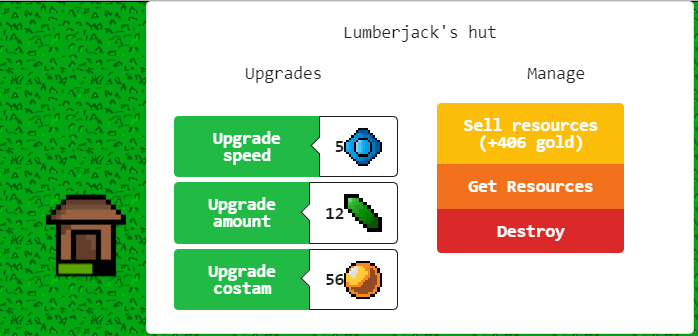 Lumberjack's hut
Upgrades
Upgrade
speed
5
Upgrade
amount
12
Upgrade
costam
56
Manage
Sell resources
(+406 gold)
Get Resources
Destroy